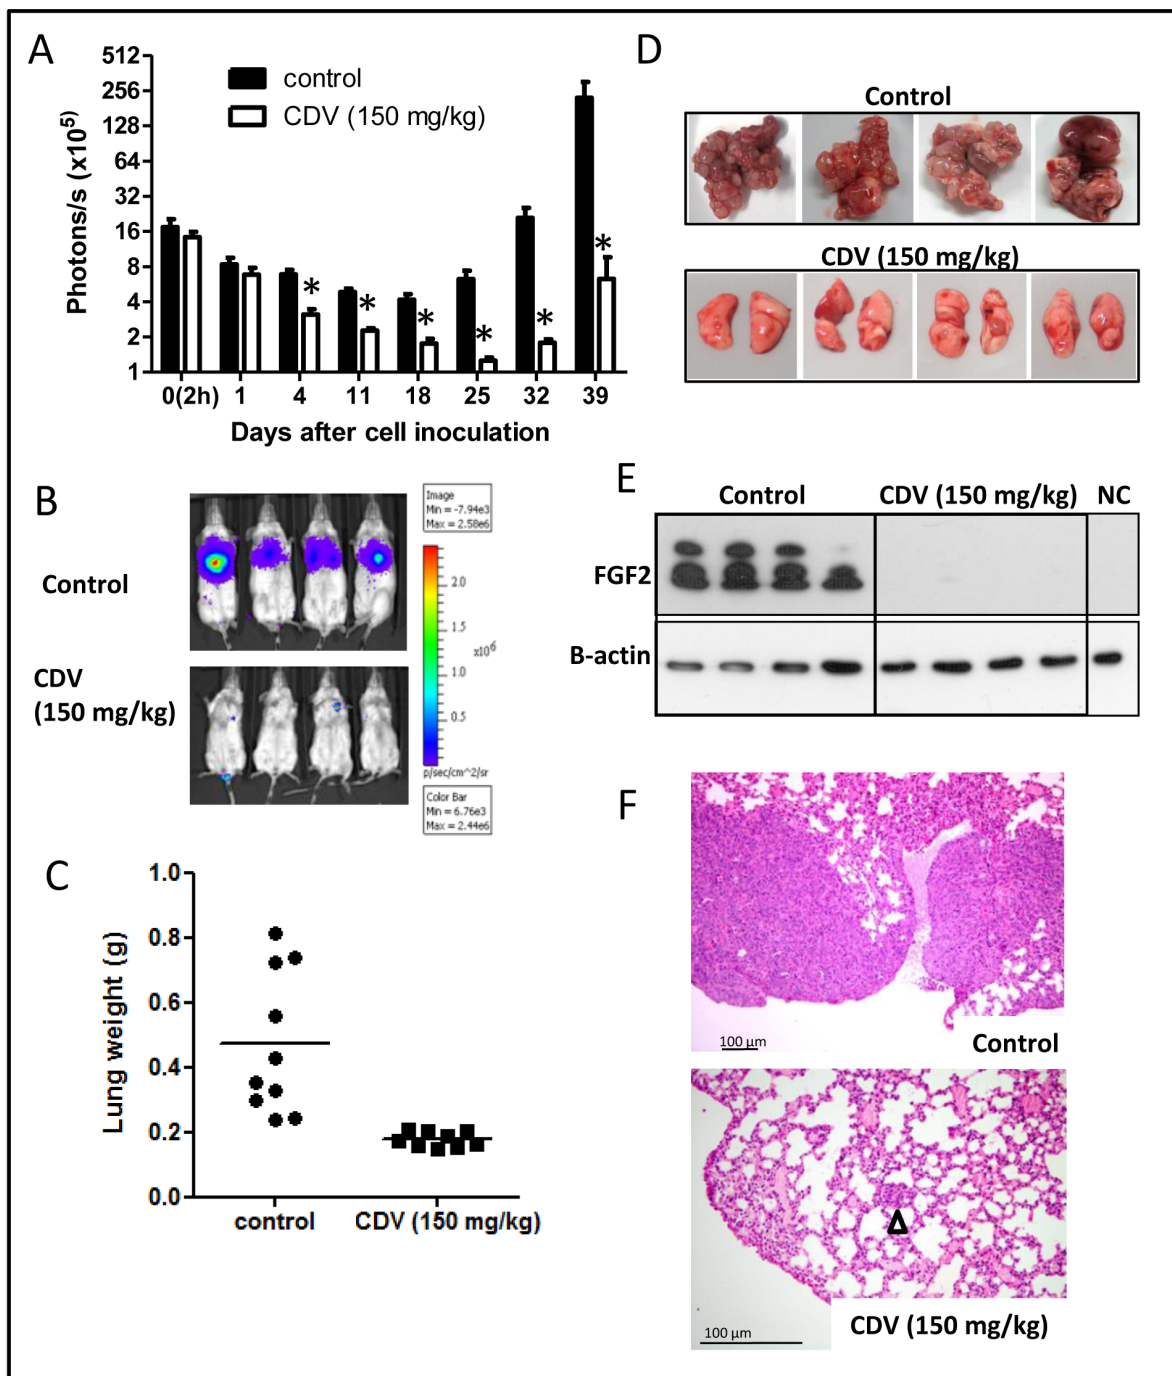 A
512
256
128
64
32
16
8
4
2
1
Photons/s (x10⁵)
control
CDV (150 mg/kg)
*
*
*
*
*
*
0(2h) 1 4 11 18 25 32 39
Days after cell inoculation
D
Control
CDV (150 mg/kg)
B
Control
CDV
(150 mg/kg)
Image
Min = -7.94e3
Max = 2.58e6
2.0
1.5
x10⁶
1.0
0.5
p/sec/cm^2/sr
Color Bar
Min = 6.76e3
Max = 2.44e6
E
Control CDV (150 mg/kg) NC
FGF2
B-actin
C
1.0
0.8
0.6
0.4
0.2
0.0
Lung weight (g)
control CDV (150 mg/kg)
F
100 µm
Control
Δ
100 µm
CDV (150 mg/kg)